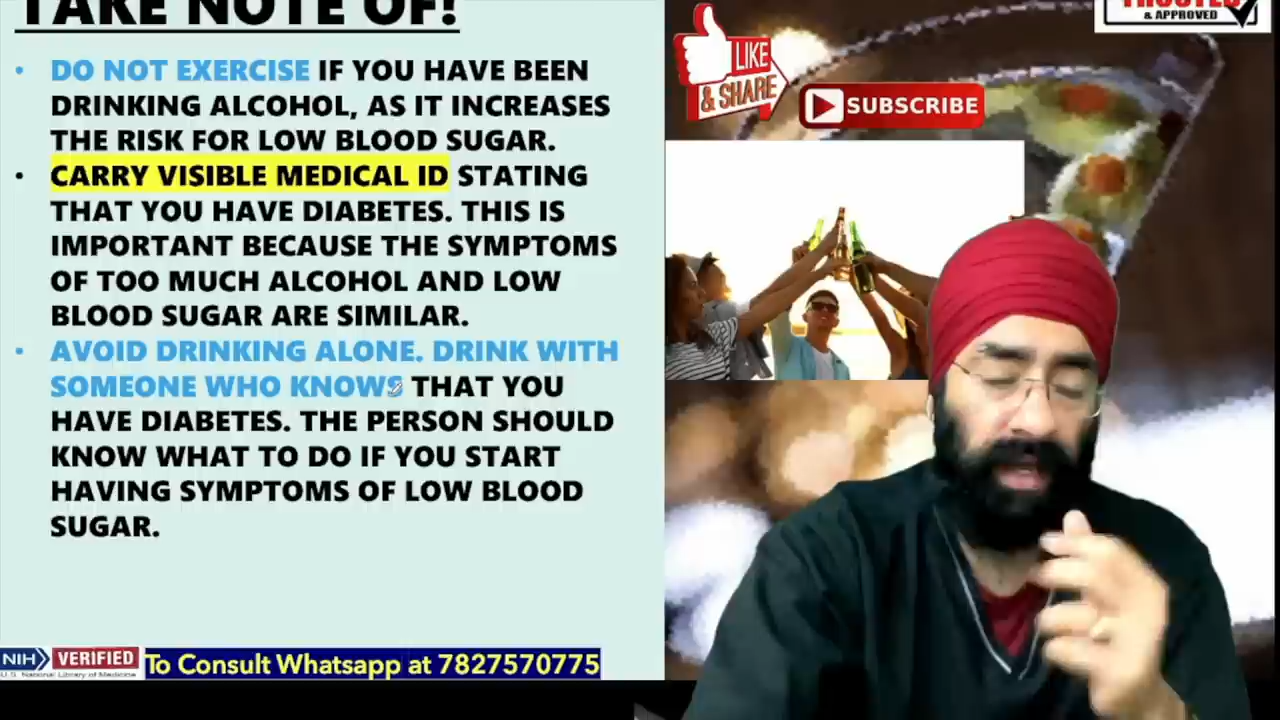 TAKE NOTE OF!
• DO NOT EXERCISE IF YOU HAVE BEEN
DRINKING ALCOHOL, AS IT INCREASES
THE RISK FOR LOW BLOOD SUGAR.
• CARRY VISIBLE MEDICAL ID STATING
THAT YOU HAVE DIABETES. THIS IS
IMPORTANT BECAUSE THE SYMPTOMS
OF TOO MUCH ALCOHOL AND LOW
BLOOD SUGAR ARE SIMILAR.
• AVOID DRINKING ALONE. DRINK WITH
SOMEONE WHO KNOWS THAT YOU
HAVE DIABETES. THE PERSON SHOULD
KNOW WHAT TO DO IF YOU START
HAVING SYMPTOMS OF LOW BLOOD
SUGAR.
NIH VERIFIED
U.S. National Library of Medicine
To Consult Whatsapp at 7827570775
LIKE
& SHARE
SUBSCRIBE
TRUSTED
& APPROVED